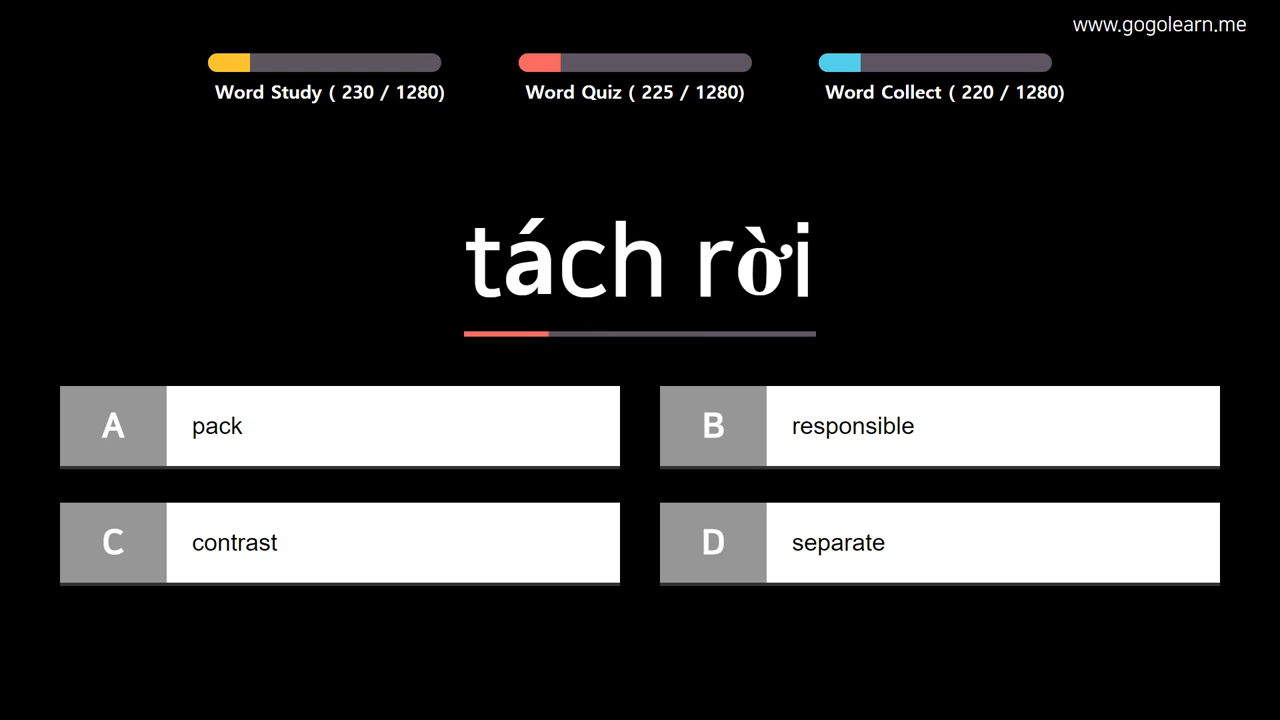 www.gogolearn.me
Word Study ( 230 / 1280)
Word Quiz ( 225 / 1280)
Word Collect ( 220 / 1280)
tách rời
A pack
B responsible
C contrast
D separate